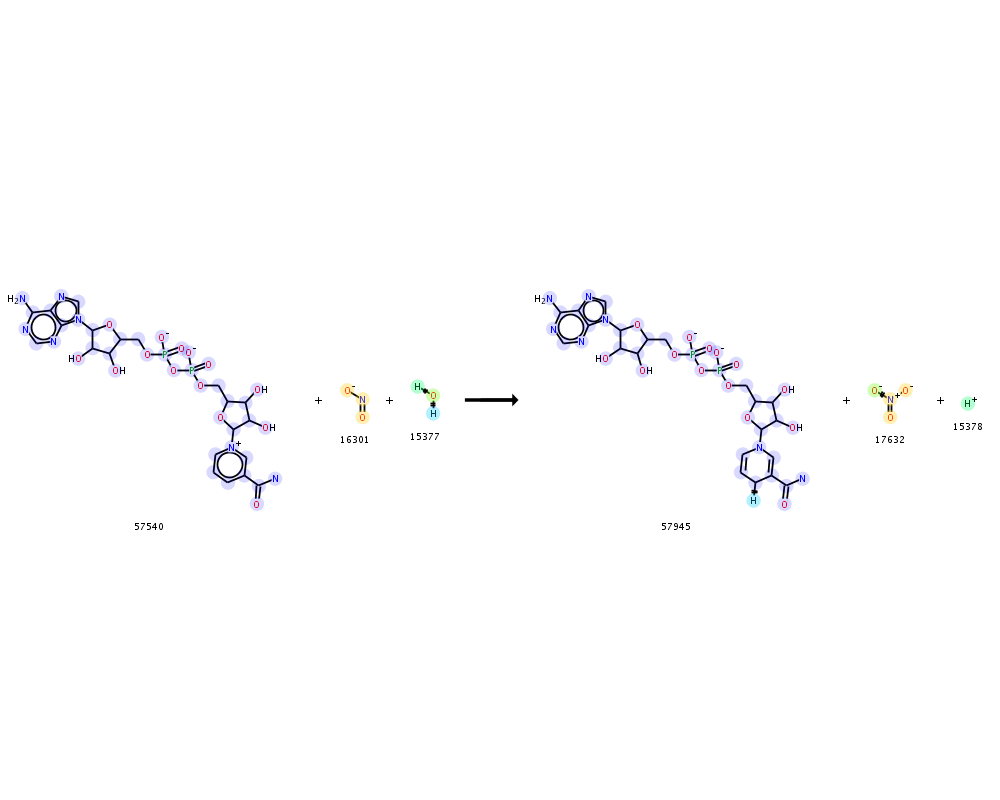 H₂N N N N N O HO OH O O⁻ P O O O⁻ P O O O OH OH N⁺ N O
57540
+
O⁻ N O
16301
+
H O H
15377
H₂N N N N N O HO OH O O⁻ P O O O⁻ P O O O OH OH N N O H
57945
+
O⁻ N⁺ O⁻ O
17632
+
H⁺
15378